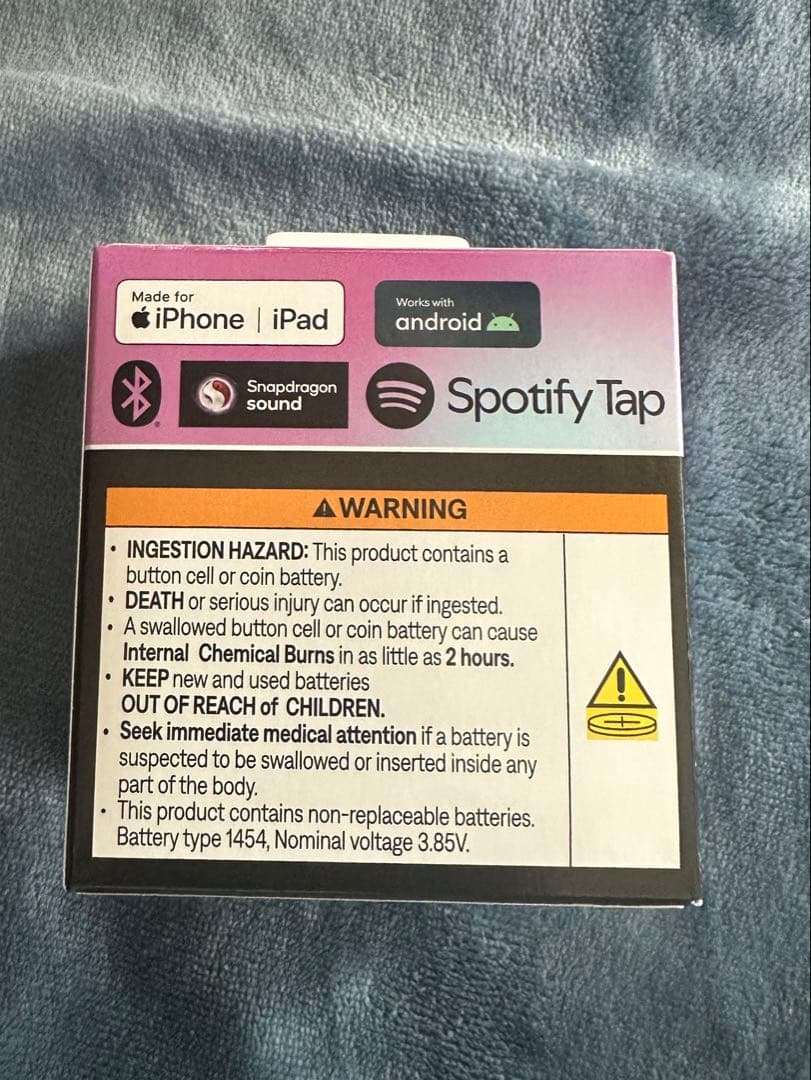 Made for
iPhone | iPad
Works with
android
Snapdragon
sound
Spotify Tap
WARNING
• INGESTION HAZARD: This product contains a
button cell or coin battery.
• DEATH or serious injury can occur if ingested.
• A swallowed button cell or coin battery can cause
Internal Chemical Burns in as little as 2 hours.
• KEEP new and used batteries
OUT OF REACH of CHILDREN.
• Seek immediate medical attention if a battery is
suspected to be swallowed or inserted inside any
part of the body.
• This product contains non-replaceable batteries.
Battery type 1454, Nominal voltage 3.85V.